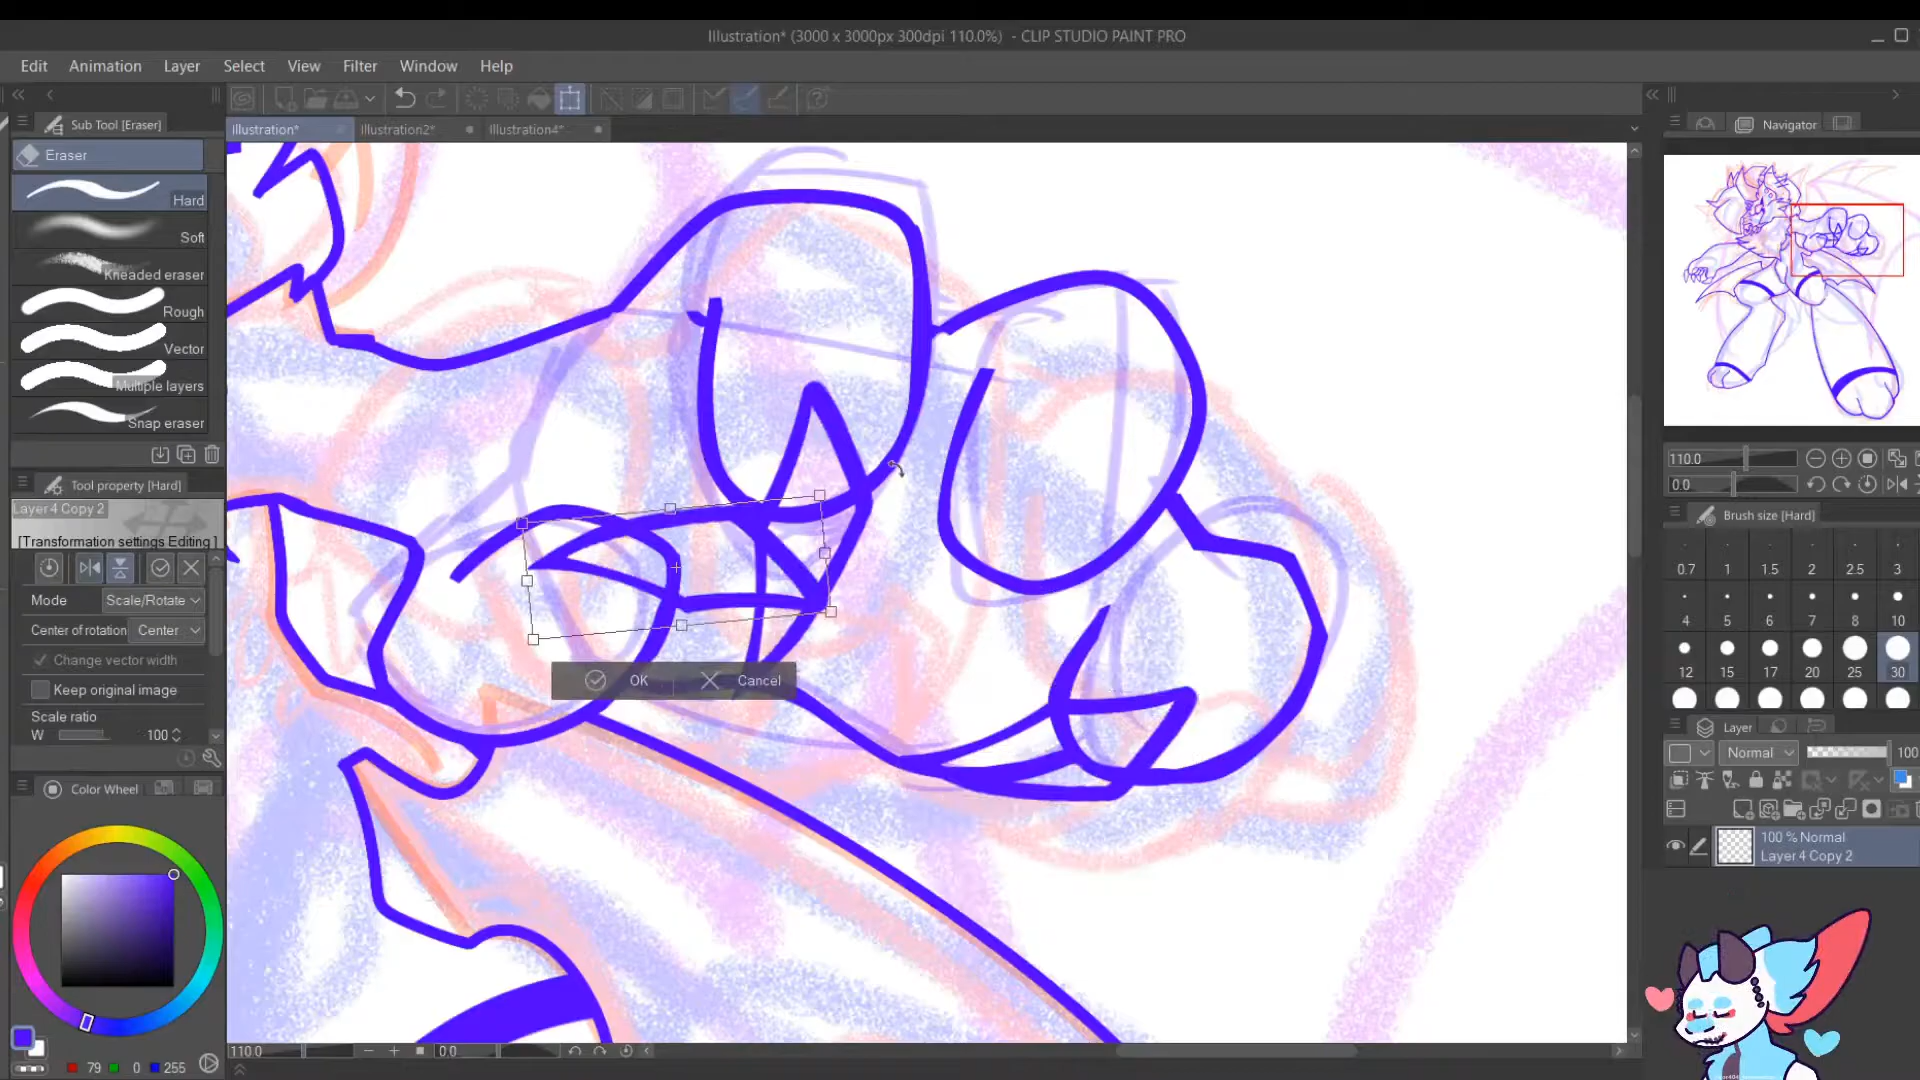 Illustration* (3000 x 3000px 300dpi 110.0%) - CLIP STUDIO PAINT PRO
Edit Animation Layer Select View Filter Window Help
Sub Tool [Eraser]
Illustration* Illustration2* Illustration4*
Navigator
Eraser
Hard
Soft
Kneaded eraser
Rough
Vector
Multiple layers
Snap eraser
110.0
0.0
Tool property [Hard]
Layer 4 Copy 2
[Transformation settings Editing ]
Mode Scale/Rotate
Center of rotation Center
Change vector width
Keep original image
Scale ratio
W 100
OK Cancel
Brush size [Hard]
0.7 1 1.5 2 2.5 3
4 5 6 7 8 10
12 15 17 20 25 30
Layer
Normal 100
100 % Normal
Layer 4 Copy 2
Color Wheel
79 0 255
110.0 0.0